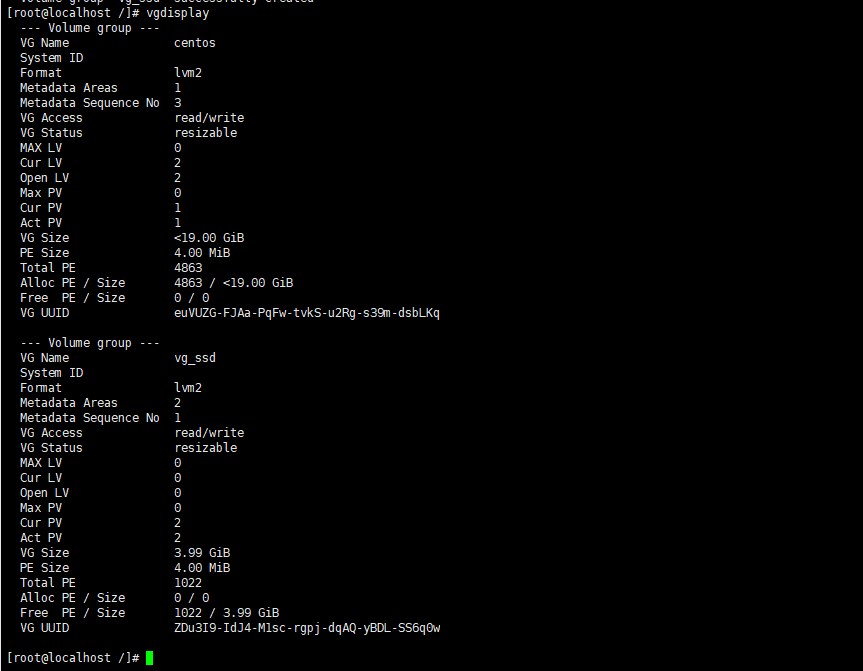 [root@localhost /]# vgdisplay
  --- Volume group ---
  VG Name               centos
  System ID
  Format                lvm2
  Metadata Areas        1
  Metadata Sequence No  3
  VG Access             read/write
  VG Status             resizable
  MAX LV                0
  Cur LV                2
  Open LV               2
  Max PV                0
  Cur PV                1
  Act PV                1
  VG Size               <19.00 GiB
  PE Size               4.00 MiB
  Total PE              4863
  Alloc PE / Size       4863 / <19.00 GiB
  Free  PE / Size       0 / 0
  VG UUID               euVUZG-FJAa-PqFw-tvkS-u2Rg-s39m-dsbLKq

  --- Volume group ---
  VG Name               vg_ssd
  System ID
  Format                lvm2
  Metadata Areas        2
  Metadata Sequence No  1
  VG Access             read/write
  VG Status             resizable
  MAX LV                0
  Cur LV                0
  Open LV               0
  Max PV                0
  Cur PV                2
  Act PV                2
  VG Size               3.99 GiB
  PE Size               4.00 MiB
  Total PE              1022
  Alloc PE / Size       0 / 0
  Free  PE / Size       1022 / 3.99 GiB
  VG UUID               ZDu3I9-IdJ4-M1sc-rgpj-dqAQ-yBDL-SS6q0w

[root@localhost /]#